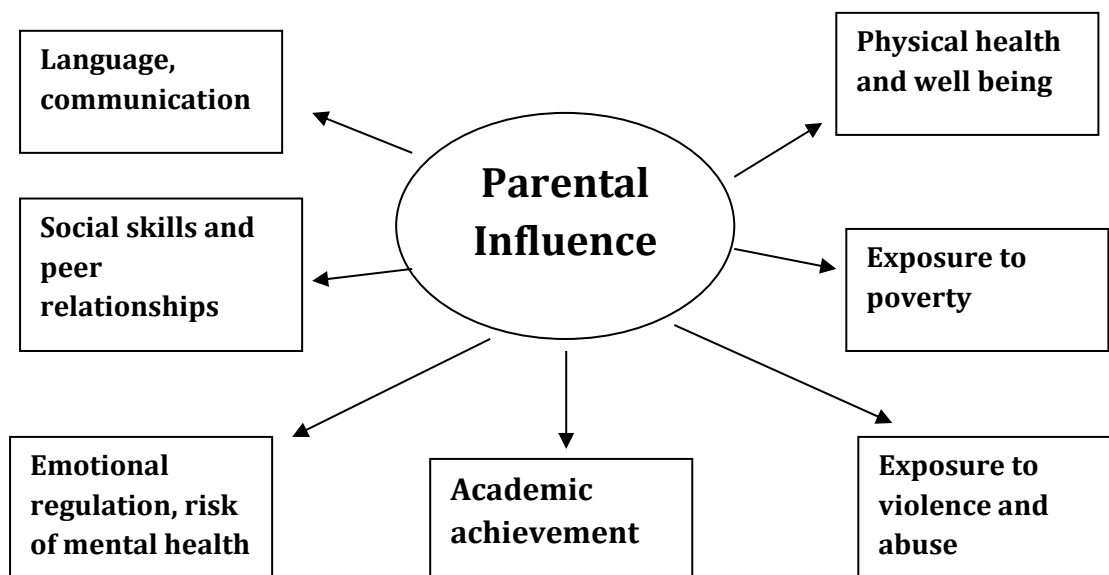 Language,
communication
Physical health
and well being
Parental
Influence
Social skills and
peer
relationships
Exposure to
poverty
Emotional
regulation, risk
of mental health
Academic
achievement
Exposure to
violence and
abuse